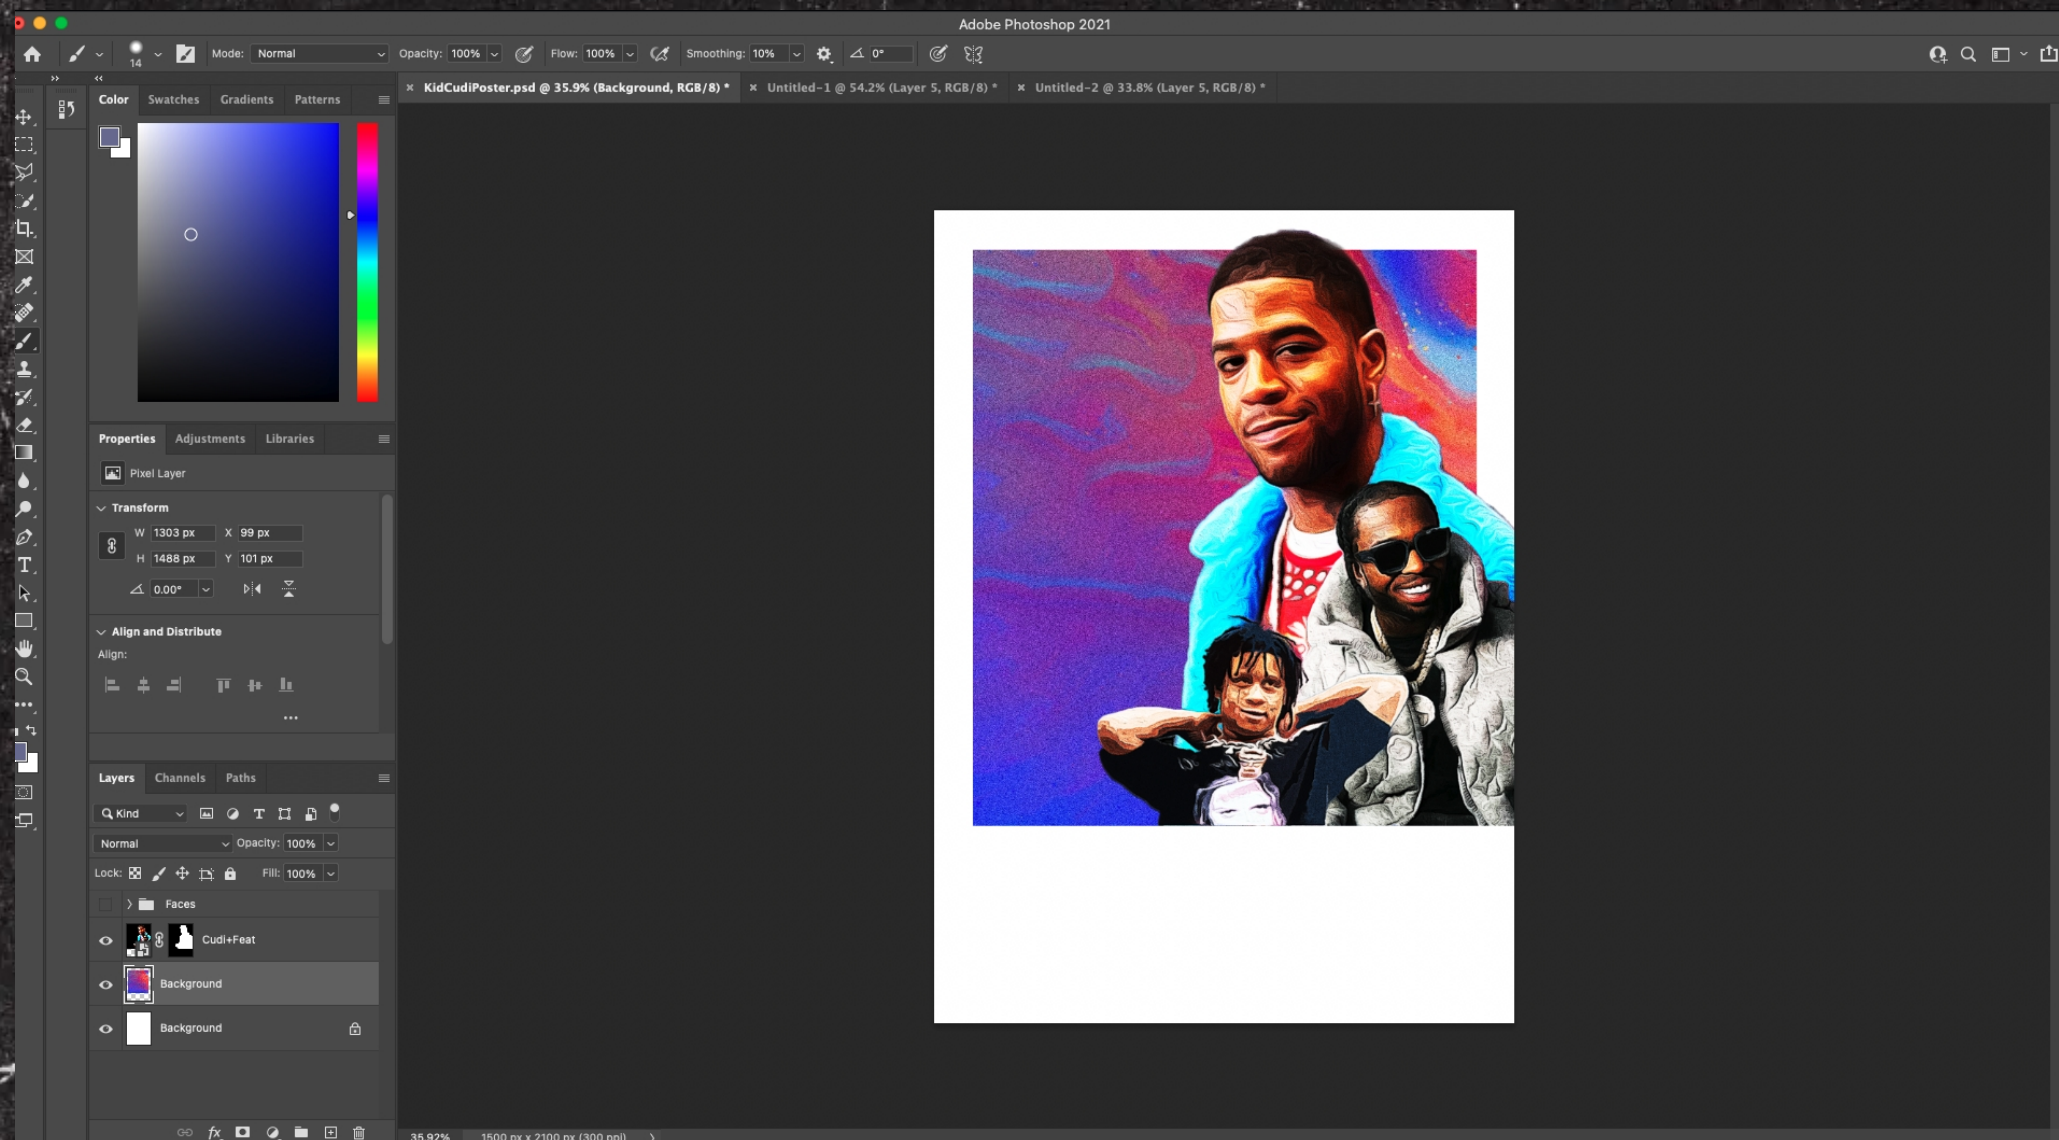 Adobe Photoshop 2021
14 Mode: Normal Opacity: 100% Flow: 100% Smoothing: 10% 0°
KidCudiPoster.psd @ 35.9% (Background, RGB/8) * Untitled-1 @ 54.2% (Layer 5, RGB/8) * Untitled-2 @ 33.8% (Layer 5, RGB/8) *
Color Swatches Gradients Patterns
Properties Adjustments Libraries
Pixel Layer
Transform
W 1303 px X 99 px
H 1488 px Y 101 px
0.00°
Align and Distribute
Align:
Layers Channels Paths
Kind
Normal Opacity: 100%
Lock: Fill: 100%
Faces
Cudi+Feat
Background
Background
fx
35.92% 1500 px x 2100 px (300 ppi)